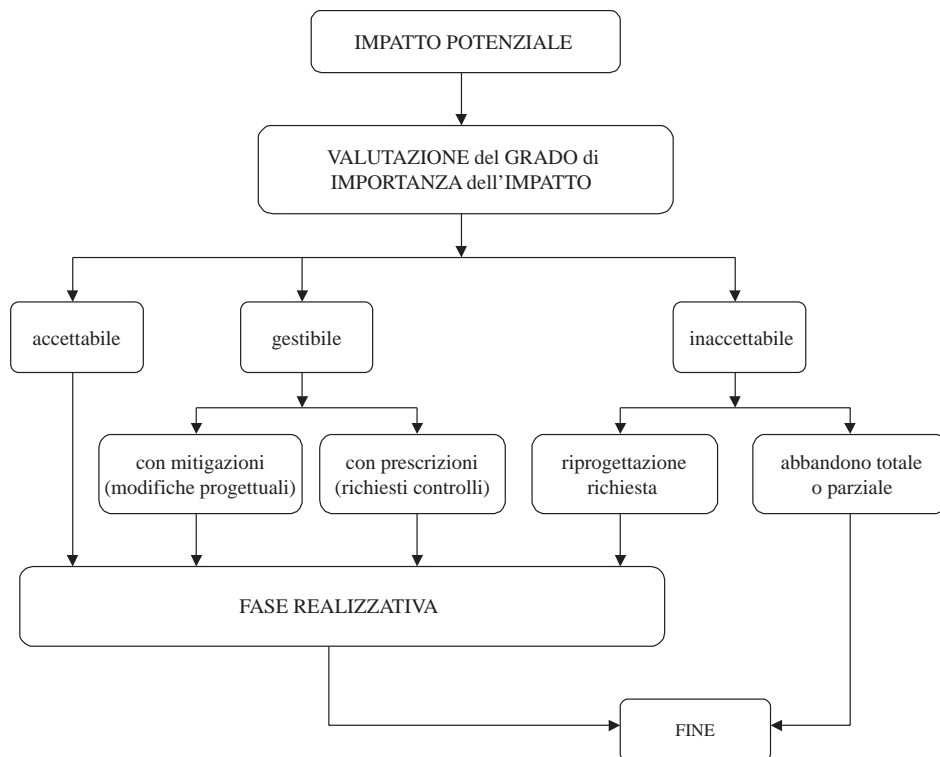 IMPATTO POTENZIALE
VALUTAZIONE del GRADO di
IMPORTANZA dell'IMPATTO
accettabile
gestibile
inaccettabile
con mitigazioni
(modifiche progettuali)
con prescrizioni
(richiesti controlli)
riprogettazione
richiesta
abbandono totale
o parziale
FASE REALIZZATIVA
FINE